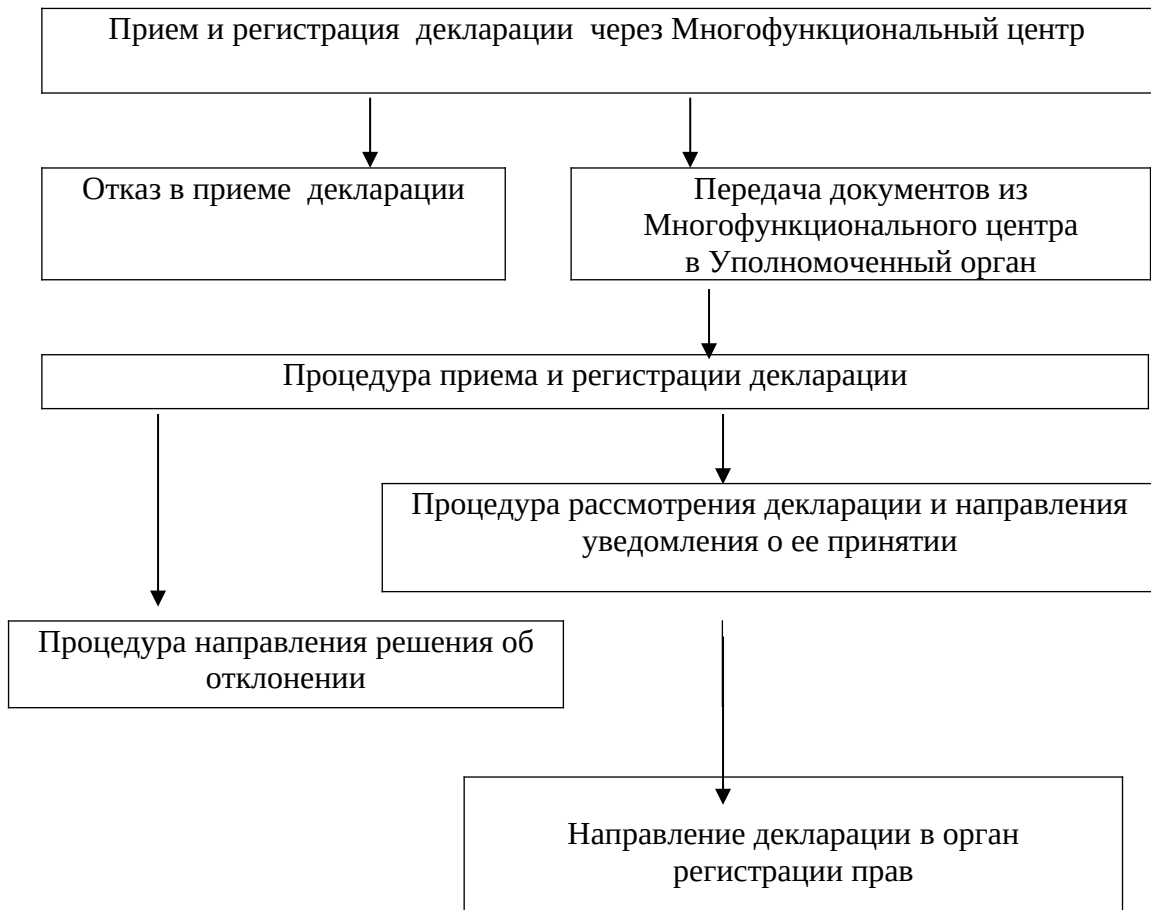 Прием и регистрация  декларации  через Многофункциональный центр
Отказ в приеме  декларации
Передача документов из
Многофункционального центра
в Уполномоченный орган
Процедура приема и регистрации декларации
Процедура рассмотрения декларации и направления
уведомления о ее принятии
Процедура направления решения об
отклонении
Направление декларации в орган
регистрации прав